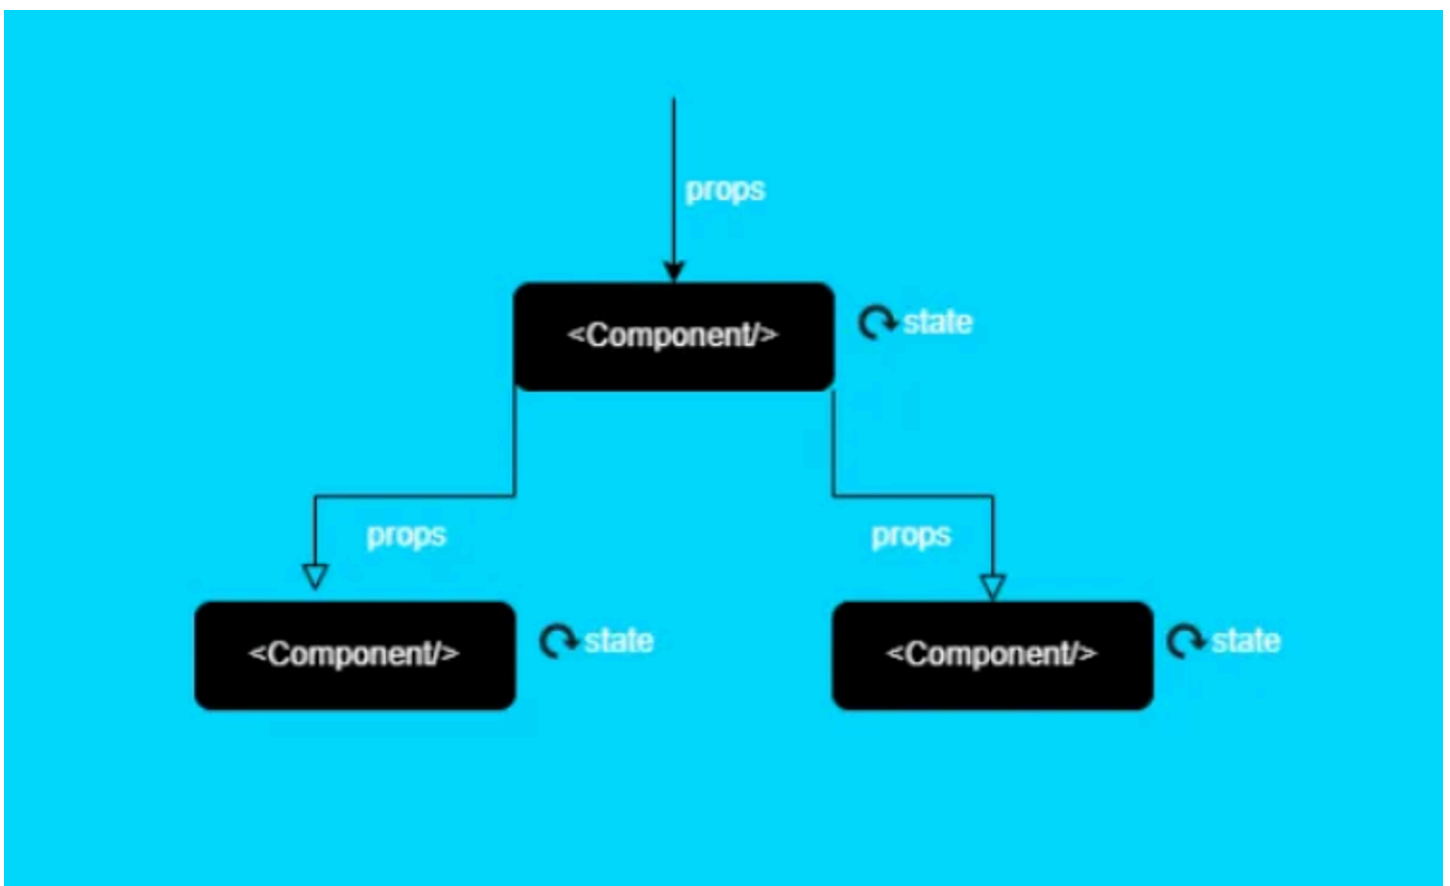 props
<Component/>
state
props
props
<Component/>
state
<Component/>
state